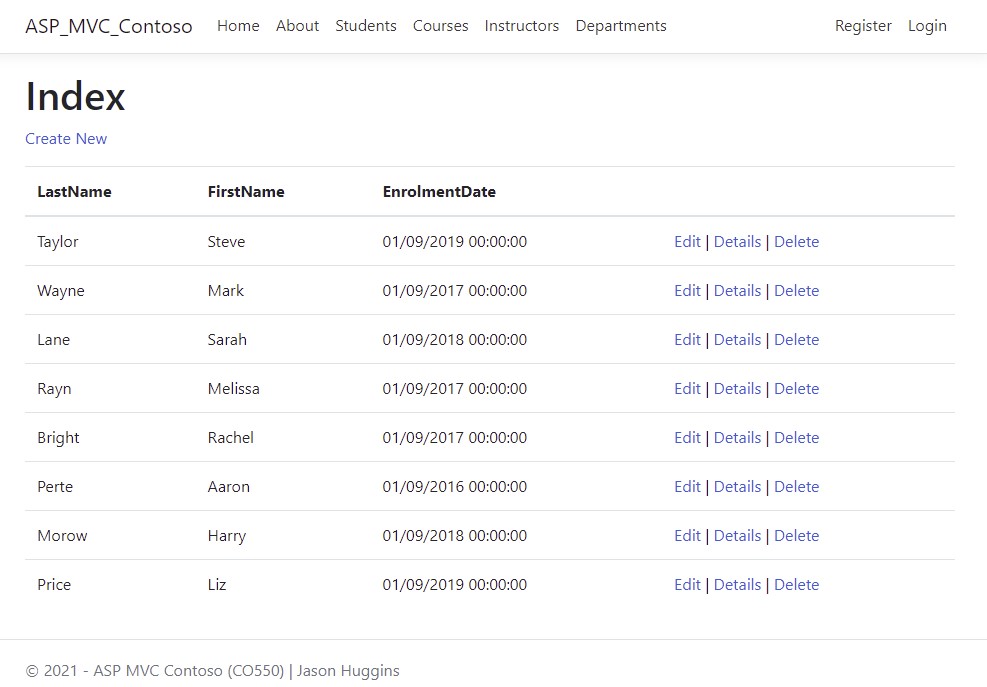 ASP_MVC_Contoso Home About Students Courses Instructors Departments Register Login
Index
Create New
LastName FirstName EnrolmentDate
Taylor Steve 01/09/2019 00:00:00 Edit | Details | Delete
Wayne Mark 01/09/2017 00:00:00 Edit | Details | Delete
Lane Sarah 01/09/2018 00:00:00 Edit | Details | Delete
Rayn Melissa 01/09/2017 00:00:00 Edit | Details | Delete
Bright Rachel 01/09/2017 00:00:00 Edit | Details | Delete
Perte Aaron 01/09/2016 00:00:00 Edit | Details | Delete
Morow Harry 01/09/2018 00:00:00 Edit | Details | Delete
Price Liz 01/09/2019 00:00:00 Edit | Details | Delete
© 2021 - ASP MVC Contoso (CO550) | Jason Huggins